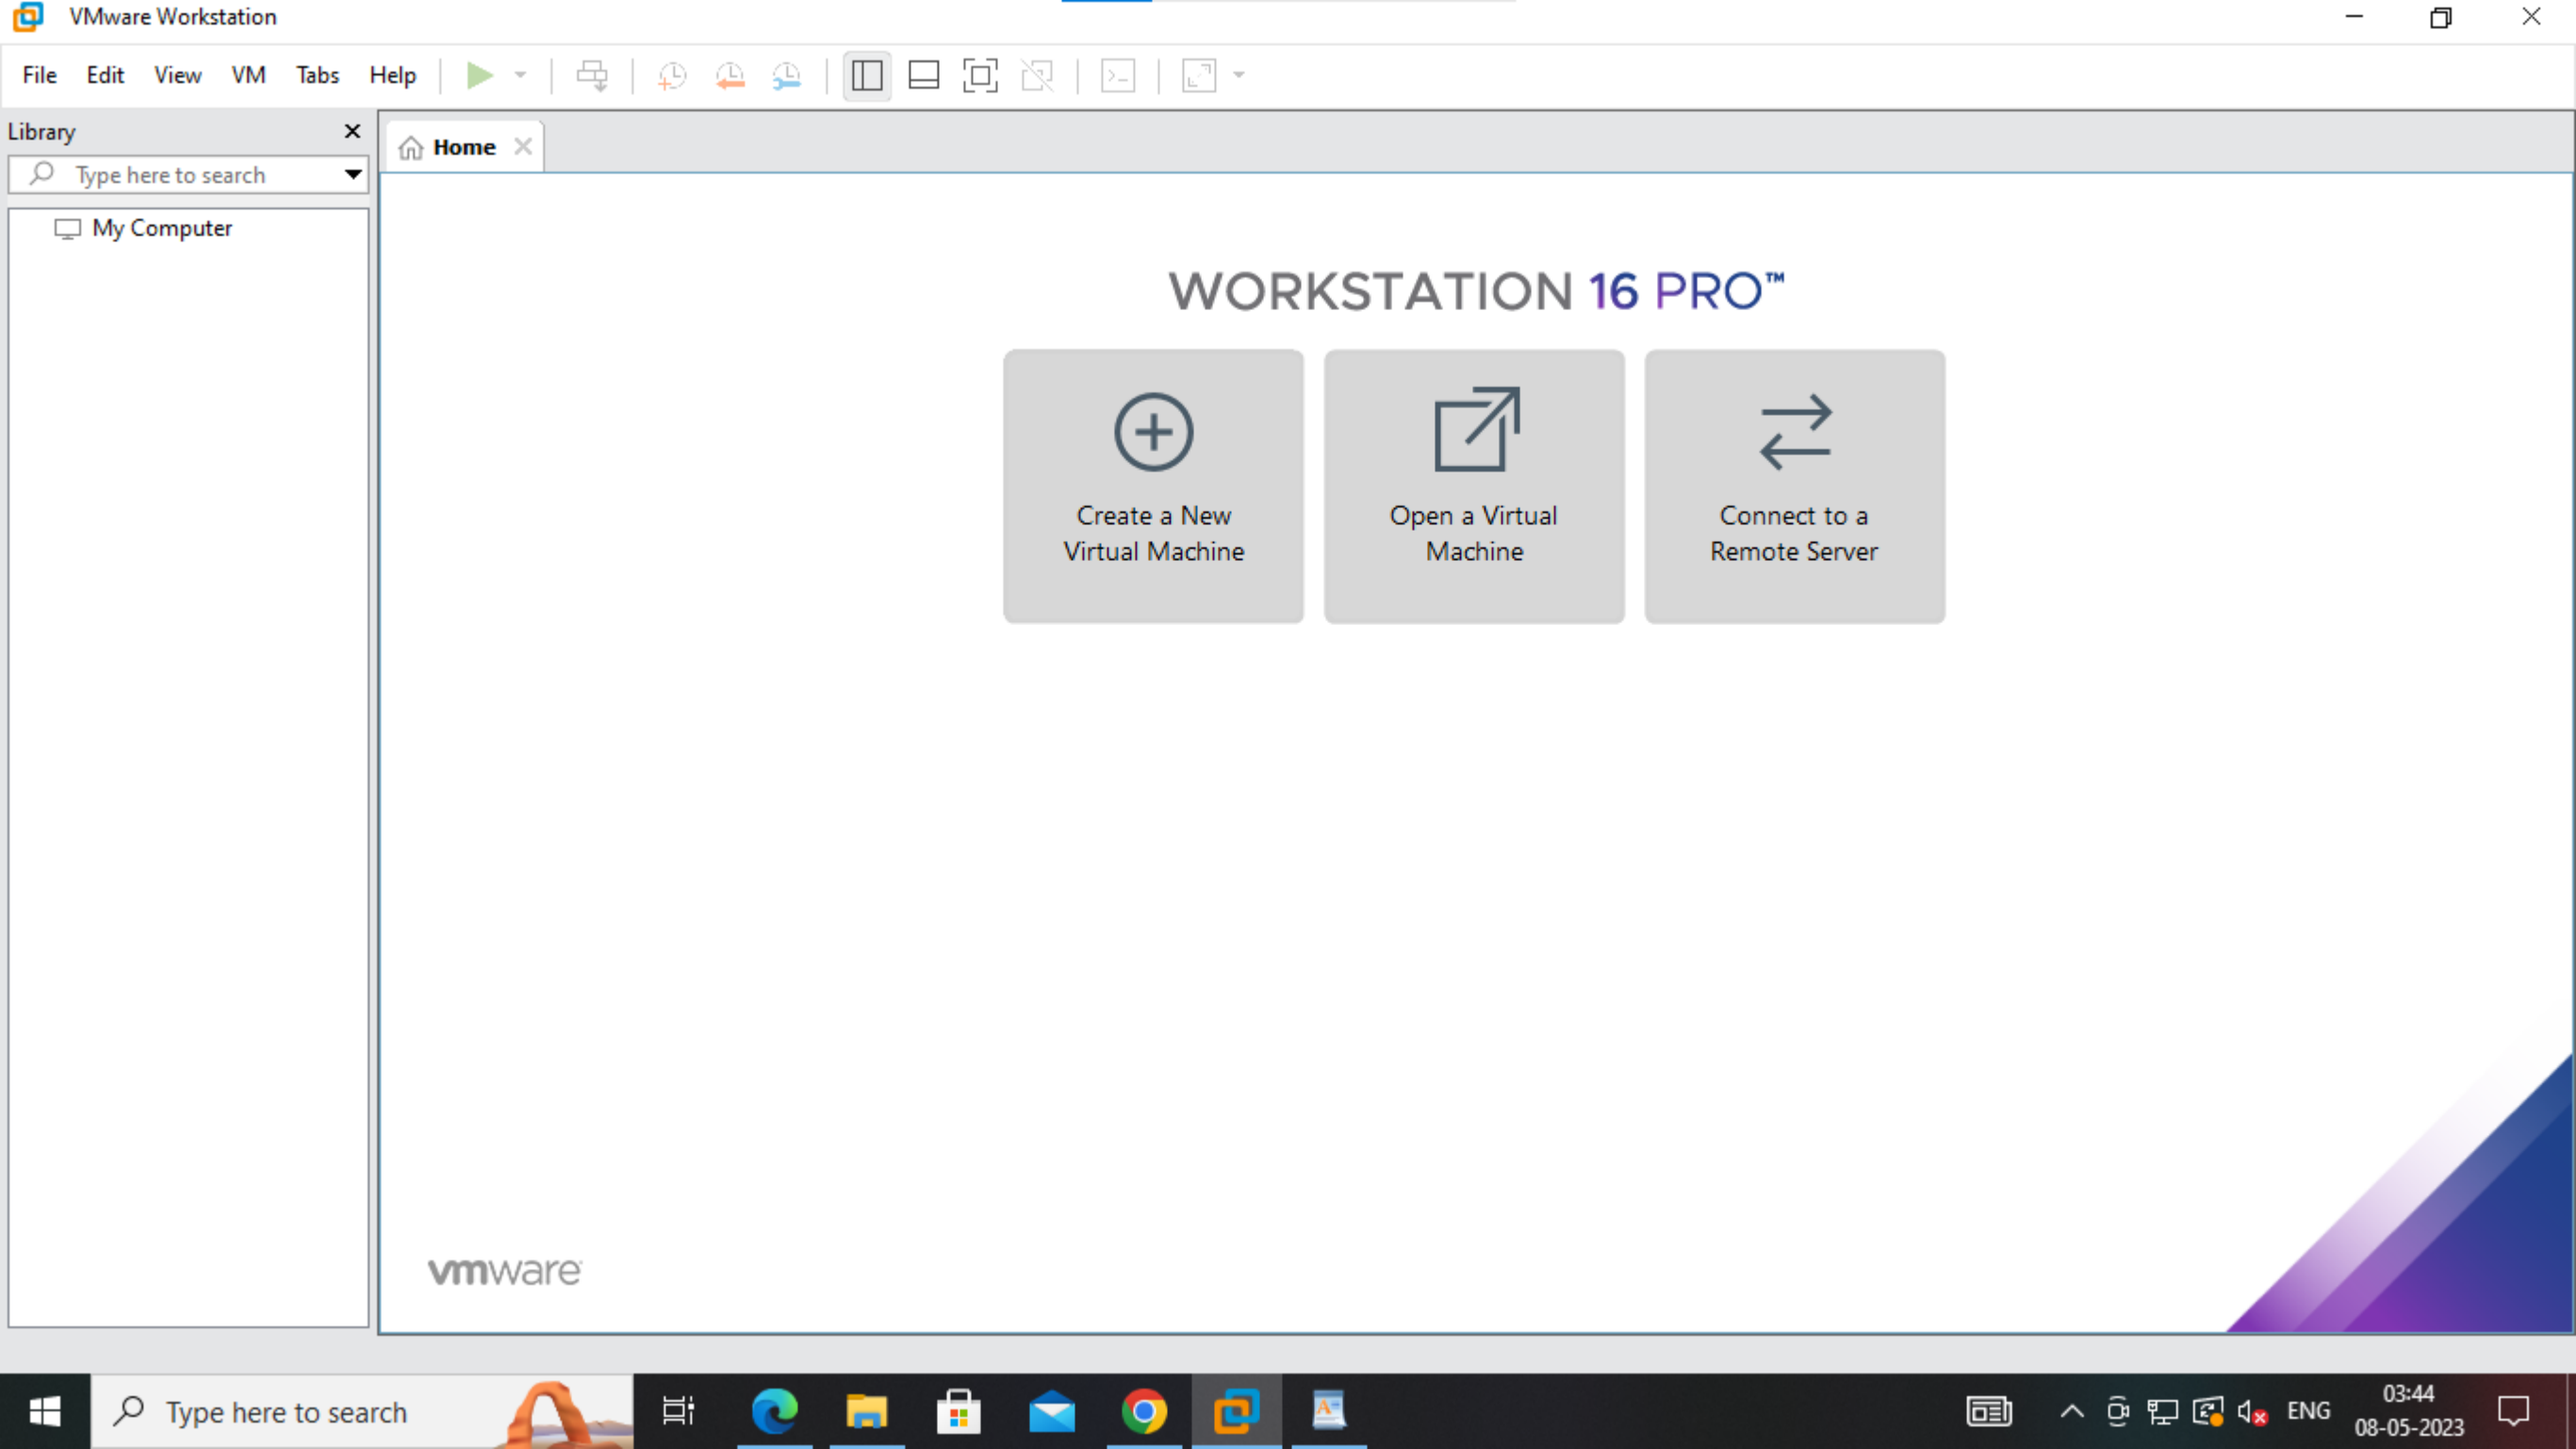 VMware Workstation
File Edit View VM Tabs Help
Library
Type here to search
My Computer
Home
WORKSTATION 16 PRO™
Create a New
Virtual Machine
Open a Virtual
Machine
Connect to a
Remote Server
vmware
Type here to search
ENG
03:44
08-05-2023